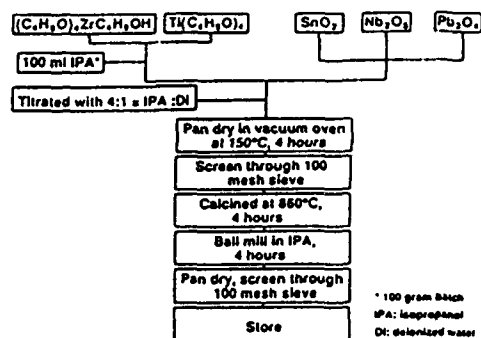 (C₄H₉O)₄ZrC₄H₉OH
Ti(C₄H₉O)₄
SnO₂
Nb₂O₅
Pb₃O₄
100 ml IPA*
Titrated with 4:1 = IPA :DI
Pan dry in vacuum oven
at 150°C, 4 hours
Screen through 100
mesh sieve
Calcined at 860°C,
4 hours
Ball mill in IPA,
4 hours
Pan dry, screen through
100 mesh sieve
Store
* 100 gram Batch
IPA: isopropanol
DI: deionized water